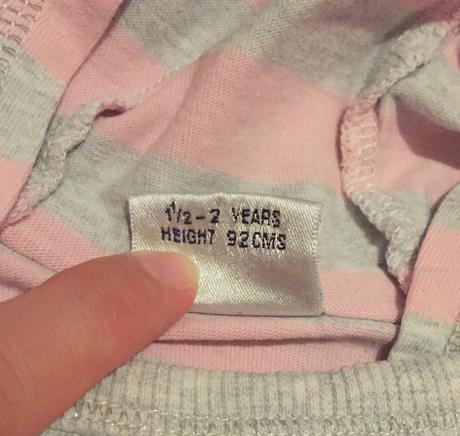 1½-2 YEARS
HEIGHT 92CMS